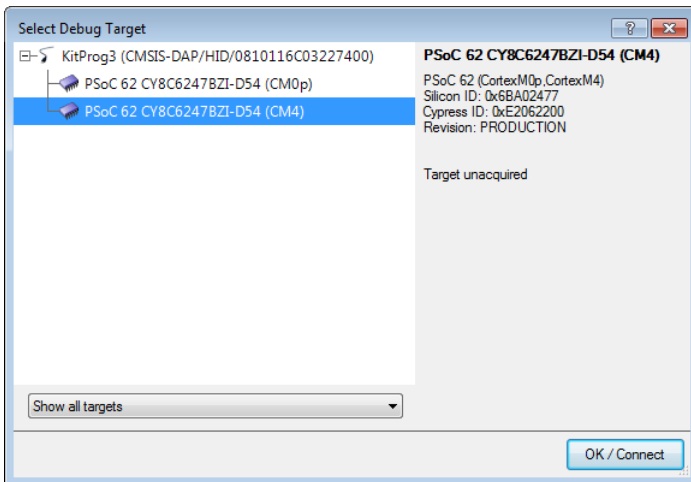 Select Debug Target
KitProg3 (CMSIS-DAP/HID/0810116C03227400)
PSoC 62 CY8C6247BZI-D54 (CM0p)
PSoC 62 CY8C6247BZI-D54 (CM4)
PSoC 62 CY8C6247BZI-D54 (CM4)
PSoC 62 (CortexM0p,CortexM4)
Silicon ID: 0x6BA02477
Cypress ID: 0xE2062200
Revision: PRODUCTION
Target unacquired
Show all targets
OK / Connect